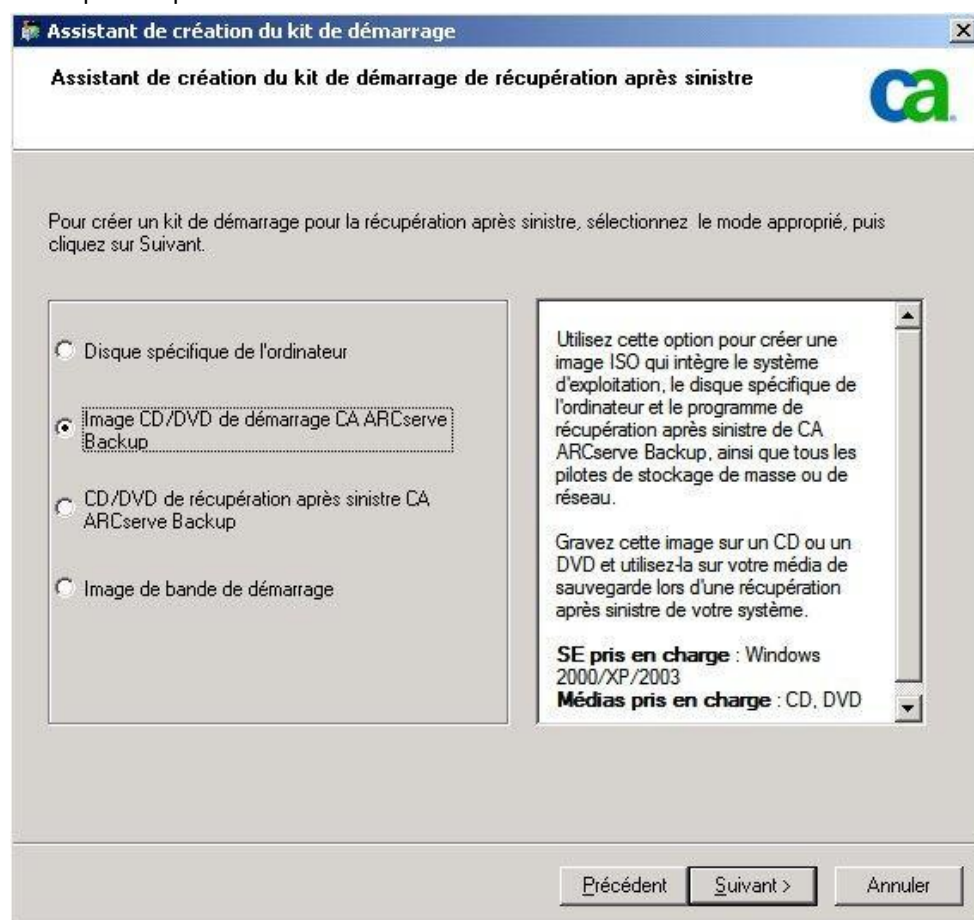 Assistant de création du kit de démarrage
Assistant de création du kit de démarrage de récupération après sinistre
ca
Pour créer un kit de démarrage pour la récupération après sinistre, sélectionnez le mode approprié, puis
cliquez sur Suivant.
Disque spécifique de l'ordinateur
Image CD/DVD de démarrage CA ARCserve
Backup
CD/DVD de récupération après sinistre CA
ARCserve Backup
Image de bande de démarrage
Utilisez cette option pour créer une
image ISO qui intègre le système
d'exploitation, le disque spécifique de
l'ordinateur et le programme de
récupération après sinistre de CA
ARCserve Backup, ainsi que tous les
pilotes de stockage de masse ou de
réseau.
Gravez cette image sur un CD ou un
DVD et utilisez-la sur votre média de
sauvegarde lors d'une récupération
après sinistre de votre système.
SE pris en charge : Windows
2000/XP/2003
Médias pris en charge : CD, DVD
Précédent
Suivant >
Annuler